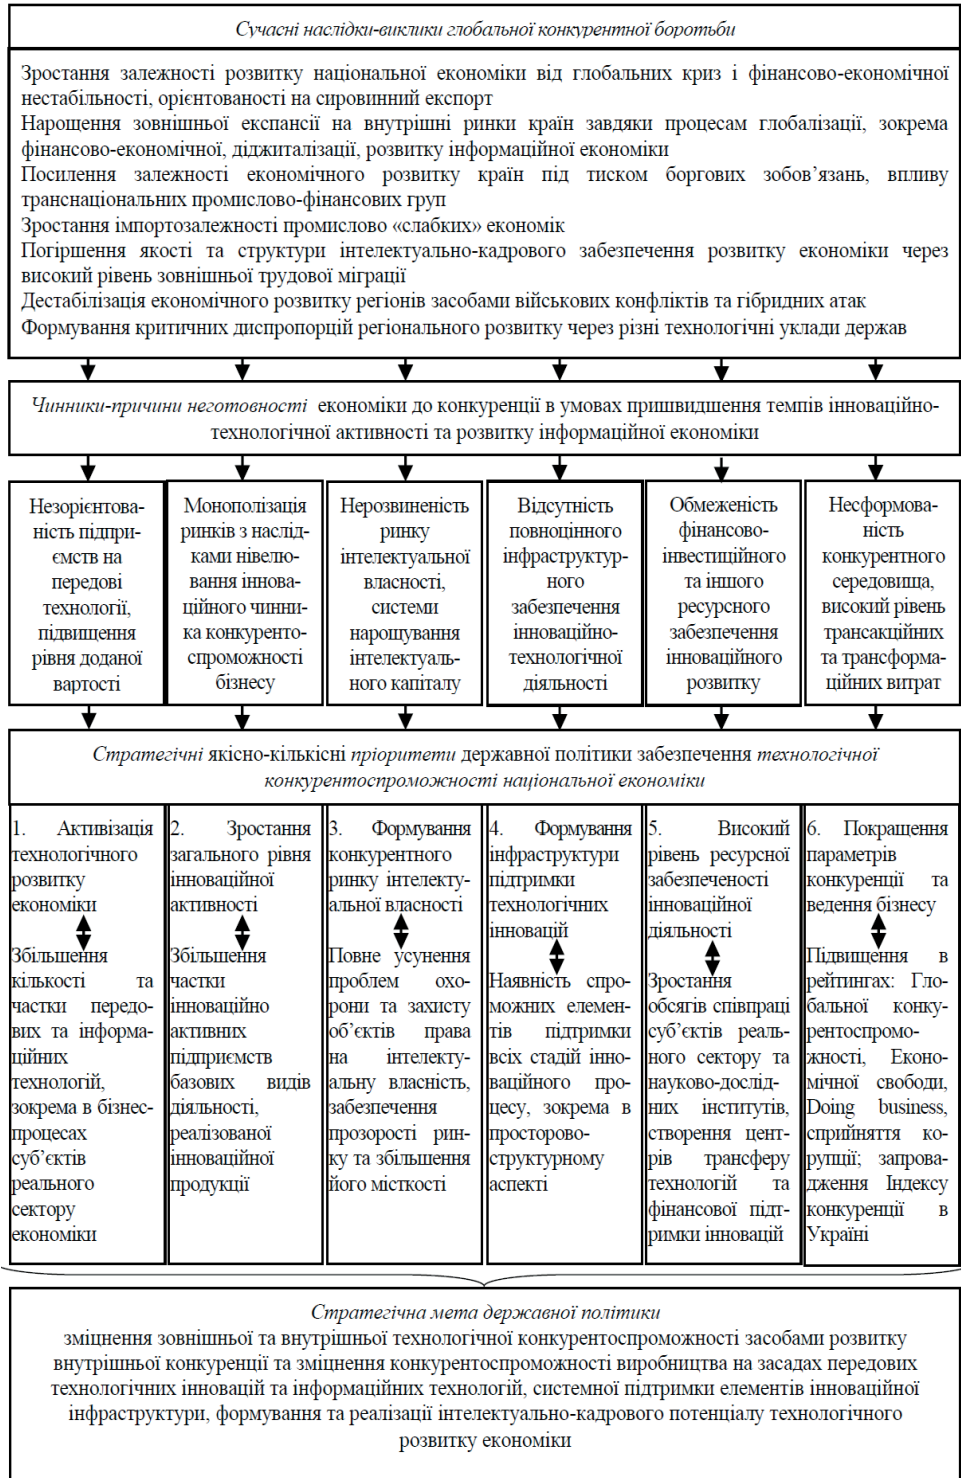 Сучасні наслідки-виклики глобальної конкурентної боротьби
Зростання залежності розвитку національної економіки від глобальних криз і фінансово-економічної
нестабільності, орієнтованості на сировинний експорт
Нарощення зовнішньої експансії на внутрішні ринки країн завдяки процесам глобалізації, зокрема
фінансово-економічної, діджиталізації, розвитку інформаційної економіки
Посилення залежності економічного розвитку країн під тиском боргових зобов’язань, впливу
транснаціональних промислово-фінансових груп
Зростання імпортозалежності промислово «слабких» економік
Погіршення якості та структури інтелектуально-кадрового забезпечення розвитку економіки через
високий рівень зовнішньої трудової міграції
Дестабілізація економічного розвитку регіонів засобами військових конфліктів та гібридних атак
Формування критичних диспропорцій регіонального розвитку через різні технологічні уклади держав
Чинники-причини неготовності економіки до конкуренції в умовах пришвидшення темпів інноваційно-
технологічної активності та розвитку інформаційної економіки
Незорієнтова-
ність підпри-
ємств на
передові
технології,
підвищення
рівня доданої
вартості
Монополізація
ринків з наслід-
ками нівелю-
вання іннова-
ційного чинни-
ка конкуренто-
спроможності
бізнесу
Нерозвиненість
ринку
інтелектуальної
власності,
системи
нарощування
інтелектуаль-
ного капіталу
Відсутність
повноцінного
інфраструктур-
ного
забезпечення
інноваційно-
технологічної
діяльності
Обмеженість
фінансово-
інвестиційного
та іншого
ресурсного
забезпечення
інноваційного
розвитку
Несформова-
ність
конкурентного
середовища,
високий рівень
трансакційних
та трансформа-
ційних витрат
Стратегічні якісно-кількісні пріоритети державної політики забезпечення технологічної
конкурентоспроможності національної економіки
1. Активізація
технологічного
розвитку
економіки
Збільшення
кількості та
частки передо-
вих та інформа-
ційних
технологій,
зокрема в бізнес-
процесах
суб’єктів
реального
сектору
економіки
2. Зростання
загального рівня
інноваційної
активності
Збільшення
частки
інноваційно
активних
підприємств
базових видів
діяльності,
реалізованої
інноваційної
продукції
3. Формування
конкурентного
ринку інтелекту-
альної власності
Повне усунення
проблем охо-
рони та захисту
об’єктів права
на інтелекту-
альну власність,
забезпечення
прозорості рин-
ку та збільшення
його місткості
4. Формування
інфраструктури
підтримки
технологічних
інновацій
Наявність спро-
можних елемен-
тів підтримки
всіх стадій інно-
ваційного про-
цесу, зокрема в
просторово-
структурному
аспекті
5. Високий
рівень ресурсної
забезпеченості
інноваційної
діяльності
Зростання
обсягів співпраці
суб’єктів реаль-
ного сектору та
науково-дослід-
них інститутів,
створення цент-
рів трансферу
технологій та
фінансової підт-
римки інновацій
6. Покращення
параметрів
конкуренції та
ведення бізнесу
Підвищення в
рейтингах: Гло-
бальної конку-
рентоспромо-
жності, Еконо-
мічної свободи,
Doing business,
сприйняття ко-
рупції; запрова-
дження Індексу
конкуренції в
Україні
Стратегічна мета державної політики
зміцнення зовнішньої та внутрішньої технологічної конкурентоспроможності засобами розвитку
внутрішньої конкуренції та зміцнення конкурентоспроможності виробництва на засадах передових
технологічних інновацій та інформаційних технологій, системної підтримки елементів інноваційної
інфраструктури, формування та реалізації інтелектуально-кадрового потенціалу технологічного
розвитку економіки